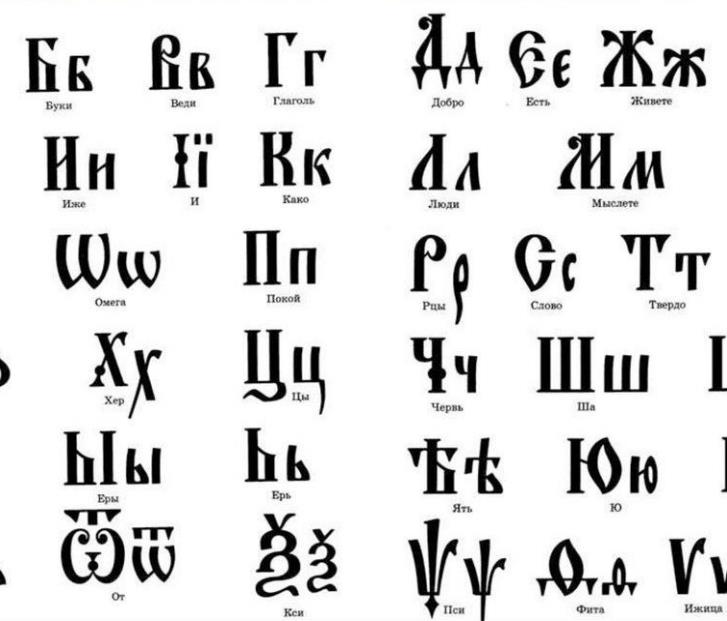 Бб Вв Гг Дд Єє Жж
Буки Веди Глаголь Добро Есть Живете
Ии Її Кк Лл Мм
Иже И Како Люди Мыслете
Ѡѡ Пп Рр Сс Тт
Омега Покой Рцы Слово Твердо
Хх Цц Чч Шш
Хер Цы Червь Ша
Ыы Ьь Ѣѣ Юю
Еры Ерь Ять Ю
Ѿѿ Ѯѯ Ѱѱ Ѳѳ Ѵѵ
От Кси Пси Фита Ижица